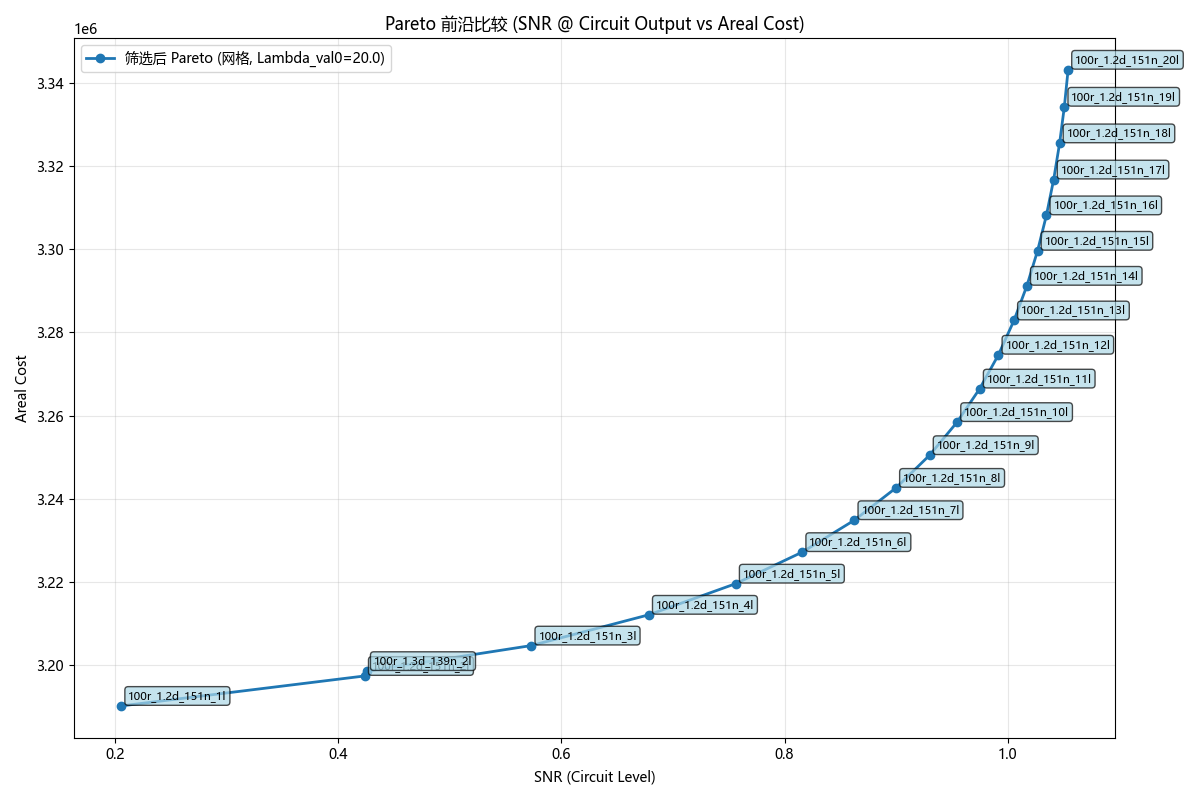 Pareto 前沿比较 (SNR @ Circuit Output vs Areal Cost)
1e6
筛选后 Pareto (网格, Lambda_val0=20.0)
100r_1.2d_151n_20l
100r_1.2d_151n_19l
100r_1.2d_151n_18l
100r_1.2d_151n_17l
100r_1.2d_151n_16l
100r_1.2d_151n_15l
100r_1.2d_151n_14l
100r_1.2d_151n_13l
100r_1.2d_151n_12l
100r_1.2d_151n_11l
100r_1.2d_151n_10l
100r_1.2d_151n_9l
100r_1.2d_151n_8l
100r_1.2d_151n_7l
100r_1.2d_151n_6l
100r_1.2d_151n_5l
100r_1.2d_151n_4l
100r_1.2d_151n_3l
100r_1.3d_139n_2l
100r_1.2d_151n_1l
3.34
3.32
3.30
3.28
3.26
3.24
3.22
3.20
Areal Cost
0.2
0.4
0.6
0.8
1.0
SNR (Circuit Level)